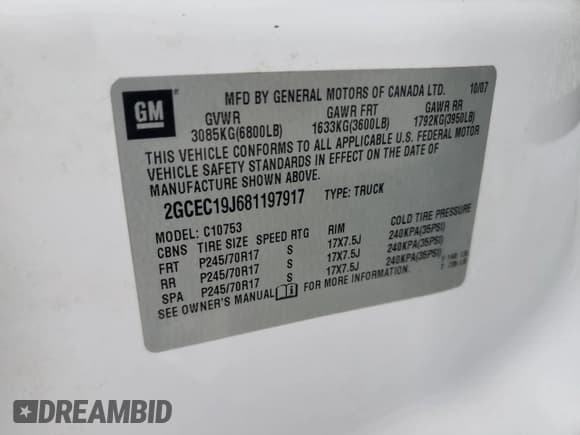 GM
MFD BY GENERAL MOTORS OF CANADA LTD. 10/07
GVWR GAWR FRT GAWR RR
3085KG(6800LB) 1633KG(3600LB) 1792KG(3950LB)
THIS VEHICLE CONFORMS TO ALL APPLICABLE U.S. FEDERAL MOTOR
VEHICLE SAFETY STANDARDS IN EFFECT ON THE DATE OF
MANUFACTURE SHOWN ABOVE.
2GCEC19J681197917 TYPE: TRUCK
MODEL: C10753
CBNS TIRE SIZE SPEED RTG RIM COLD TIRE PRESSURE
FRT P245/70R17 S 17X7.5J 240KPA(35PSI)
RR P245/70R17 S 17X7.5J 240KPA(35PSI)
SPA P245/70R17 S 17X7.5J 240KPA(35PSI)
SEE OWNER'S MANUAL FOR MORE INFORMATION.
DREAMBID